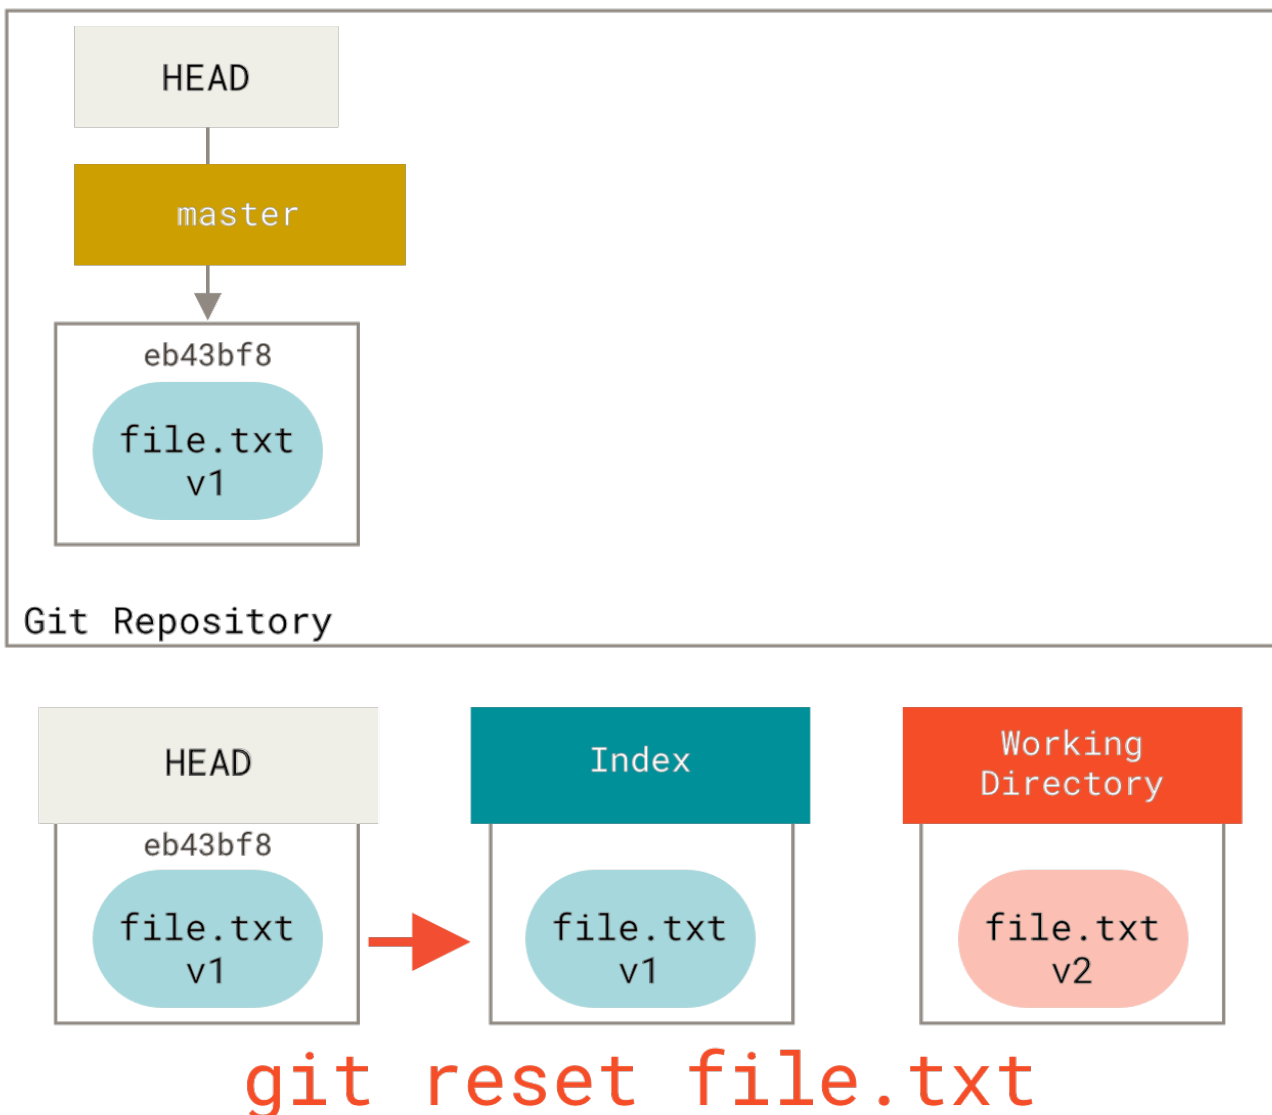 HEAD
master
eb43bf8
file.txt
v1
Git Repository
HEAD
Index
Working
Directory
eb43bf8
file.txt
v1
file.txt
v1
file.txt
v2
git reset file.txt